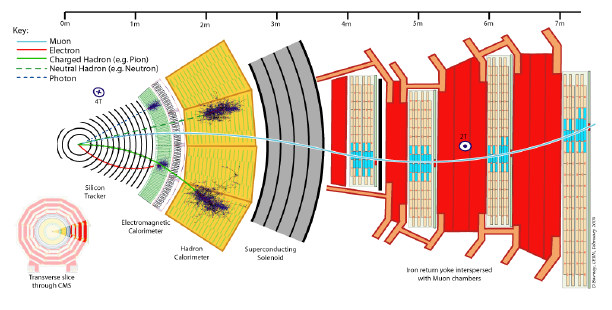 0m 1m 2m 3m 4m 5m 6m 7m
Key:
Muon
Electron
Charged Hadron (e.g. Pion)
Neutral Hadron (e.g. Neutron)
Photon
4T
2T
Silicon
Tracker
Electromagnetic
Calorimeter
Hadron
Calorimeter
Superconducting
Solenoid
Iron return yoke interspersed
with Muon chambers
Transverse slice
through CMS